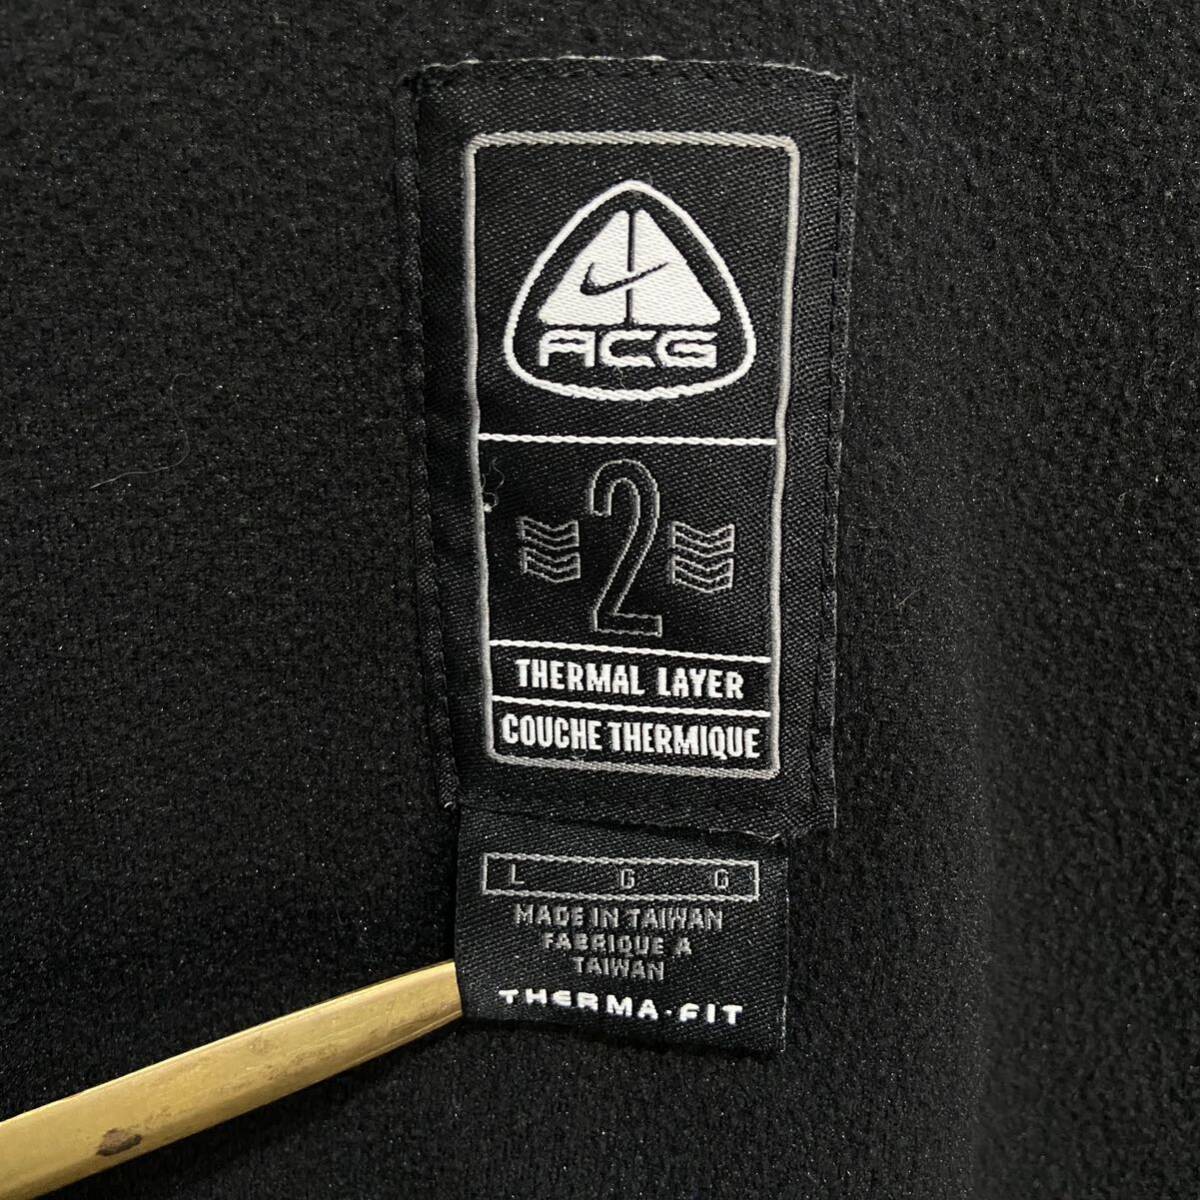 ACG
2
THERMAL LAYER
COUCHE THERMIQUE
L G G
MADE IN TAIWAN
FABRIQUE A
TAIWAN
THERMA-FIT